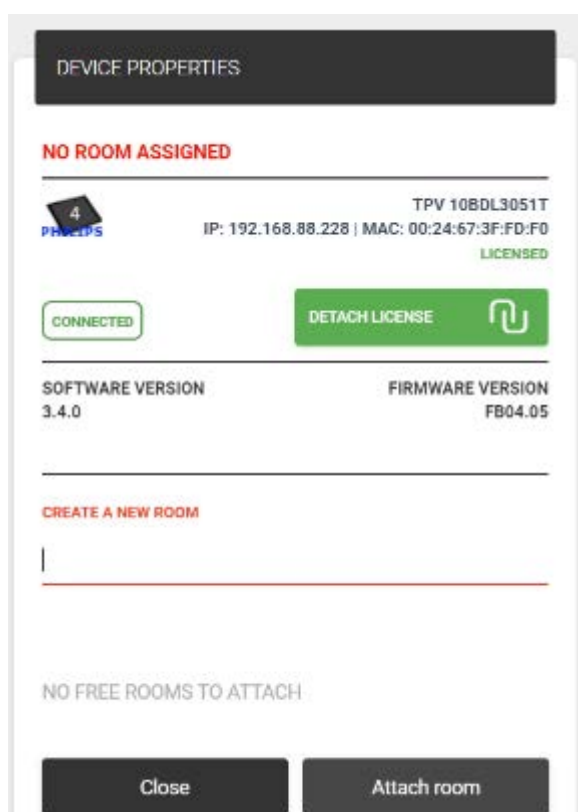 DEVICE PROPERTIES
NO ROOM ASSIGNED
4
PHILIPS
TPV 10BDL3051T
IP: 192.168.88.228 | MAC: 00:24:67:3F:FD:F0
LICENSED
CONNECTED
DETACH LICENSE
SOFTWARE VERSION
FIRMWARE VERSION
3.4.0
FB04.05
CREATE A NEW ROOM
NO FREE ROOMS TO ATTACH
Close
Attach room